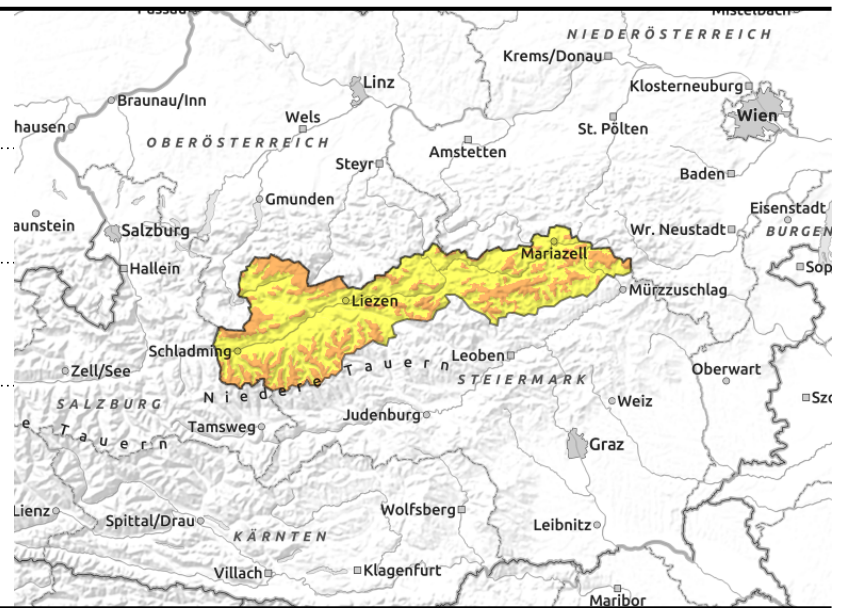 Passau
Mistelbach
NIEDERÖSTERREICH
Krems/Donau
Linz
Klosterneuburg
Braunau/Inn
Wels
Wien
hausen
St. Pölten
OBERÖSTERREICH
Amstetten
Steyr
Baden
Gmunden
Eisenstadt
aunstein
Salzburg
Wr. Neustadt
BURGEN
Mariazell
Hallein
Sop
Mürzzuschlag
Liezen
Schladming
Leoben
Zell/See
Niedere Tauern
STEIERMARK
Oberwart
SALZBURG
Weiz
Szo
Judenburg
e Tauern
Tamsweg
Graz
Lienz
Spittal/Drau
Wolfsberg
Leibnitz
KÄRNTEN
Villach
Klagenfurt
Maribor